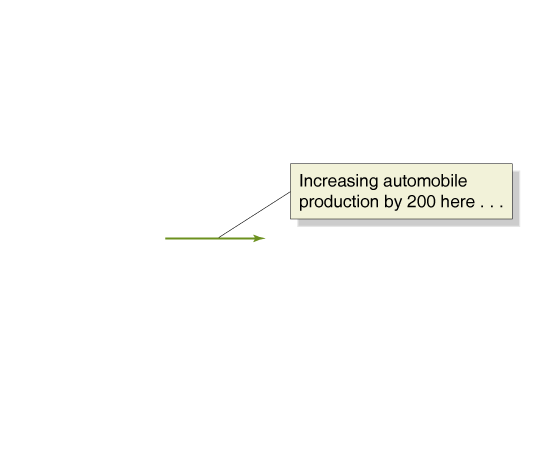 Increasing automobile
production by 200 here . . .